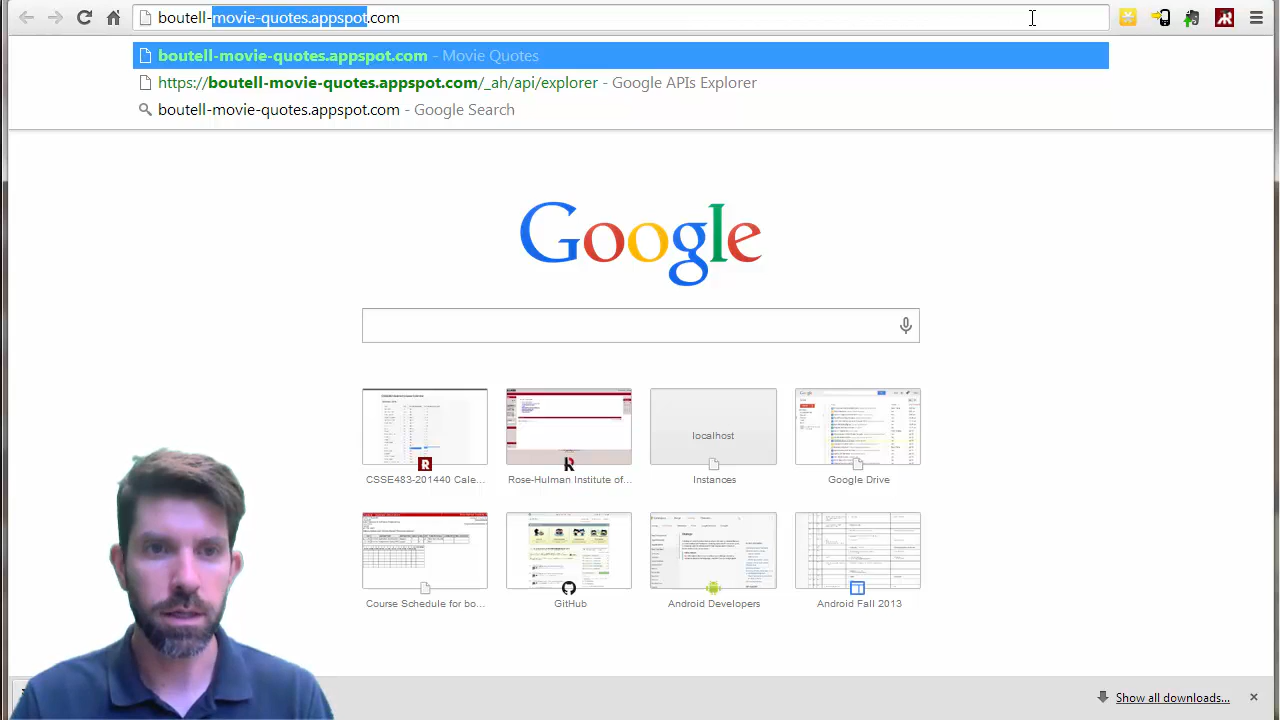 boutell-movie-quotes.appspot.com
boutell-movie-quotes.appspot.com - Movie Quotes
https://boutell-movie-quotes.appspot.com/_ah/api/explorer - Google APIs Explorer
boutell-movie-quotes.appspot.com - Google Search
Google
localhost
CSSE483-201440 Cale...
Rose-Hulman Institute of...
Instances
Google Drive
Course Schedule for bo...
GitHub
Android Developers
Android Fall 2013
Show all downloads...